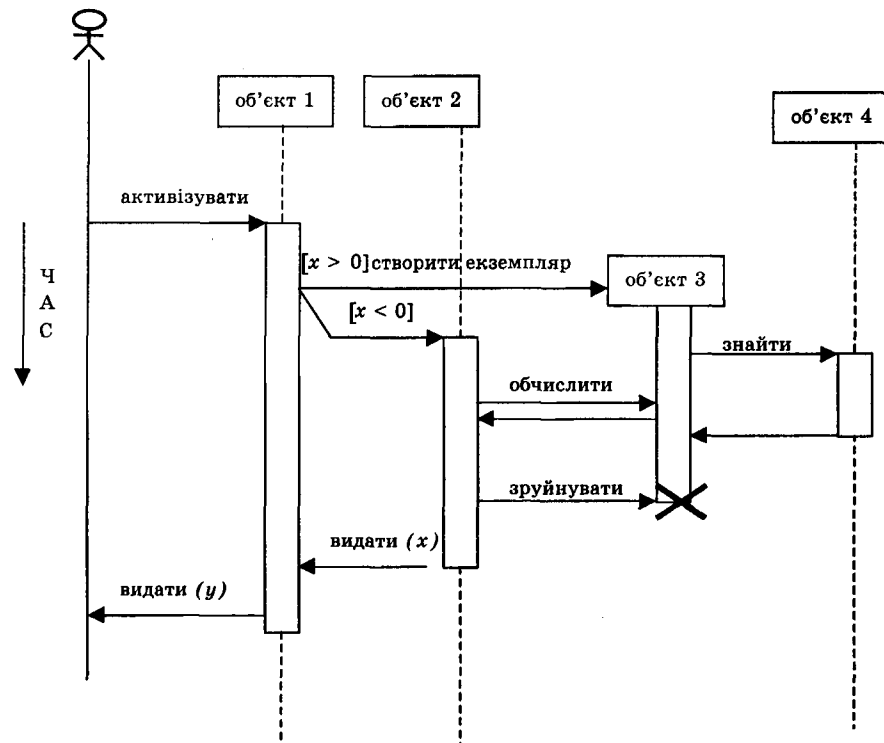 об’єкт 1
об’єкт 2
об’єкт 4
активізувати
Ч
А
С
[x > 0]створити екземпляр
об’єкт 3
[x < 0]
знайти
обчислити
зруйнувати
видати (x)
видати (y)